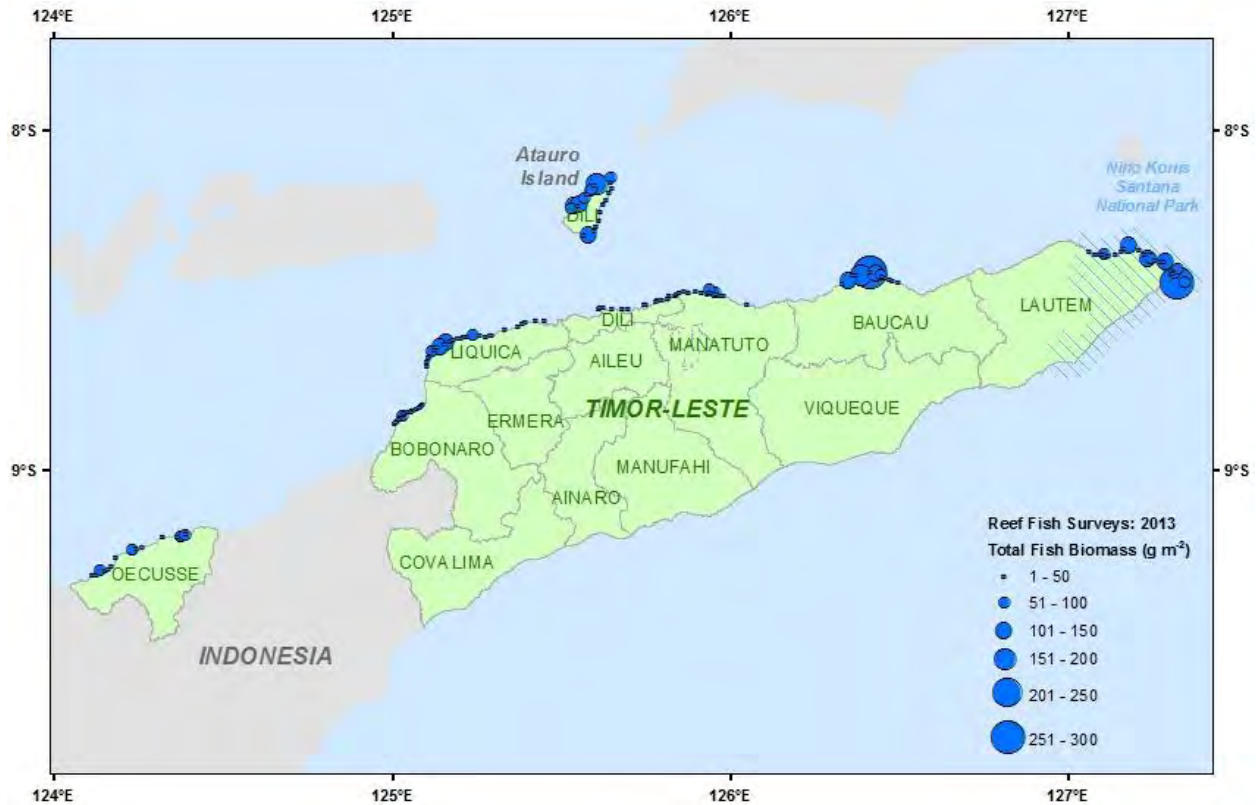 124°E 125°E 126°E 127°E
8°S 8°S
Atauro
Island
Nino Konis
Santana
National Park
DILI
LAUTEM
DILI
BAUCAU
LIQUICA
MANATUTO
AILEU
TIMOR-LESTE
VIQUEQUE
ERMERA
BOBONARO
MANUFAHI
9°S 9°S
AINARO
COVALIMA
OECUSSE
INDONESIA
Reef Fish Surveys: 2013
Total Fish Biomass (g m⁻²)
1 - 50
51 - 100
101 - 150
151 - 200
201 - 250
251 - 300
124°E 125°E 126°E 127°E